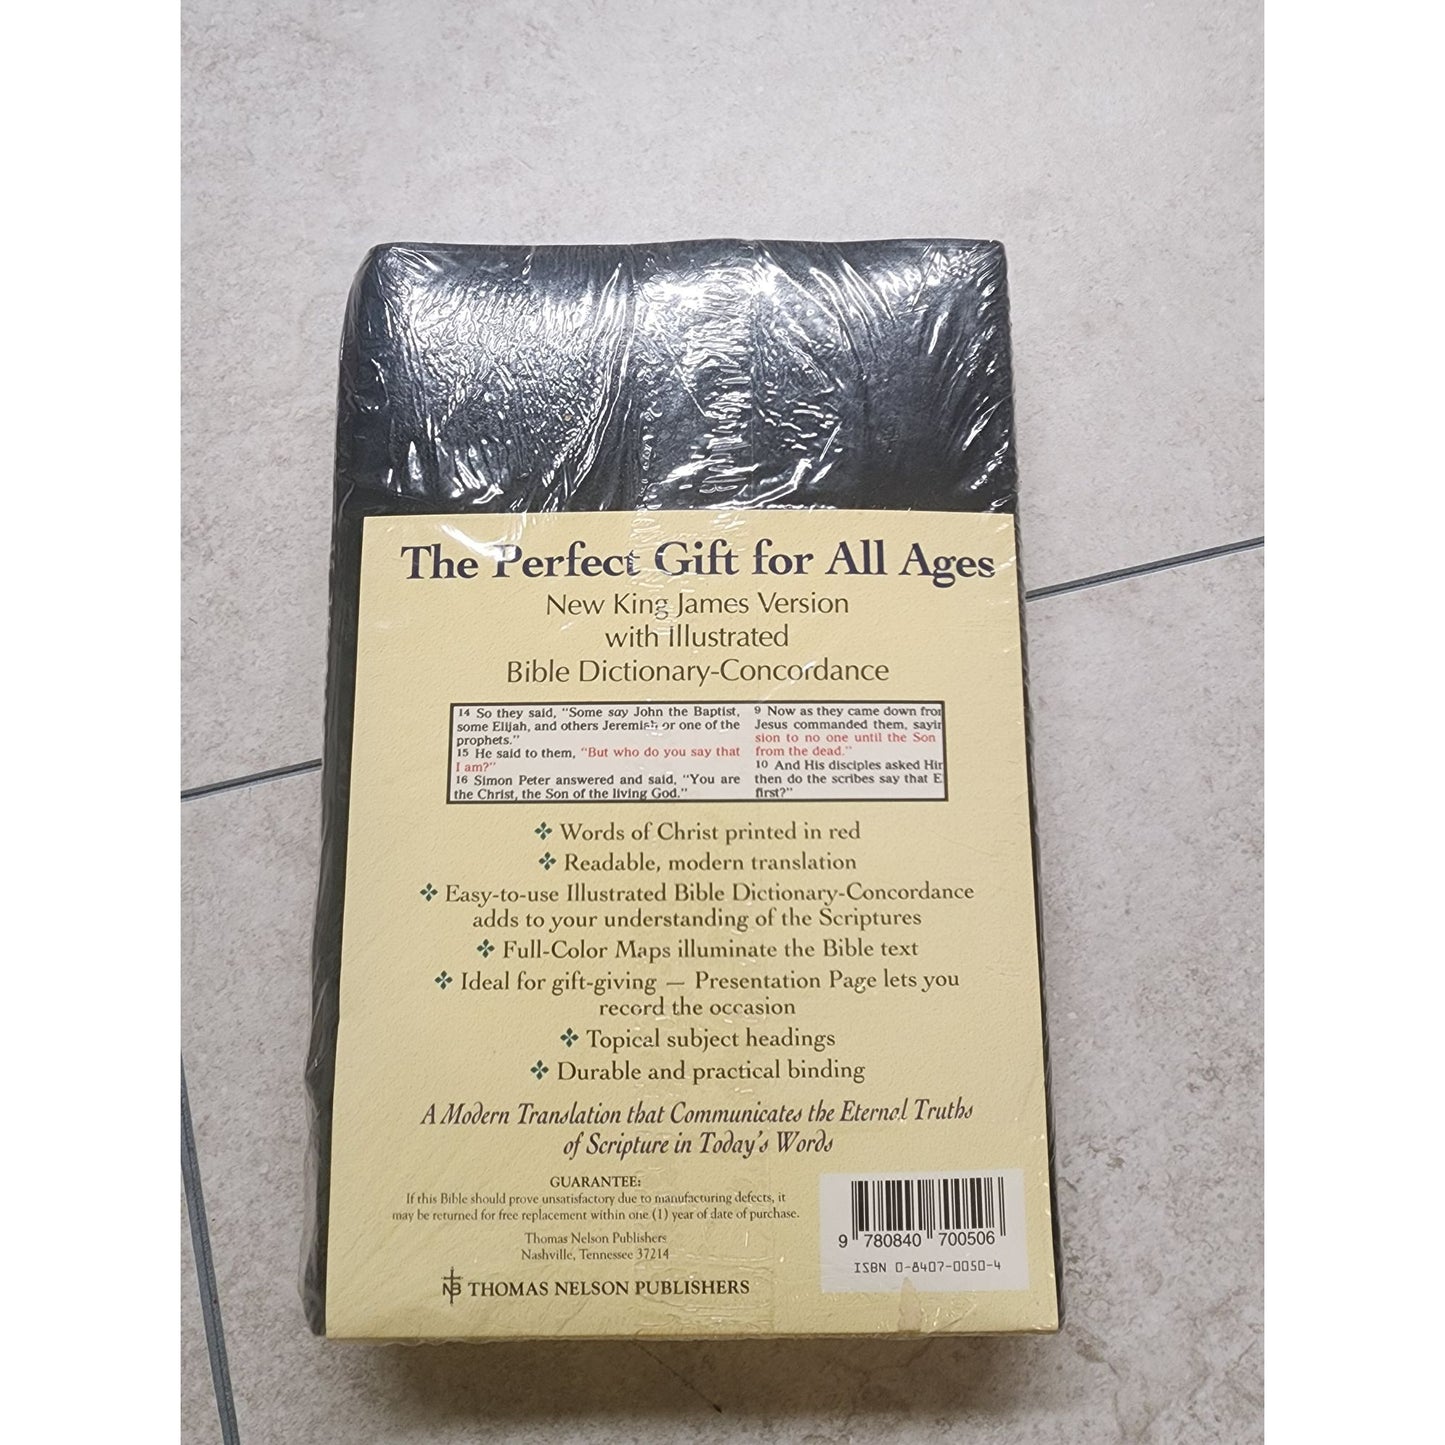 The Perfect Gift for All Ages
New King James Version
with Illustrated
Bible Dictionary-Concordance
14 So they said, "Some say John the Baptist,
some Elijah, and others Jeremiah or one of the
prophets."
15 He said to them, "But who do you say that
I am?"
16 Simon Peter answered and said, "You are
the Christ, the Son of the living God."
9 Now as they came down
Jesus commanded them,
sion to no one until the Son
from the dead."
10 And His disciples asked
then do the scribes say that E
first?"
✤ Words of Christ printed in red
✤ Readable, modern translation
✤ Easy-to-use Illustrated Bible Dictionary-Concordance
adds to your understanding of the Scriptures
✤ Full-Color Maps illuminate the Bible text
✤ Ideal for gift-giving — Presentation Page lets you
record the occasion
✤ Topical subject headings
✤ Durable and practical binding
A Modern Translation that Communicates the Eternal Truths
of Scripture in Today's Words
GUARANTEE:
If this Bible should prove unsatisfactory due to manufacturing defects, it
may be returned for free replacement within one (1) year of date of purchase.
Thomas Nelson Publishers
Nashville, Tennessee 37214
NB THOMAS NELSON PUBLISHERS
9 780840 700506
ISBN 0-8407-0050-4